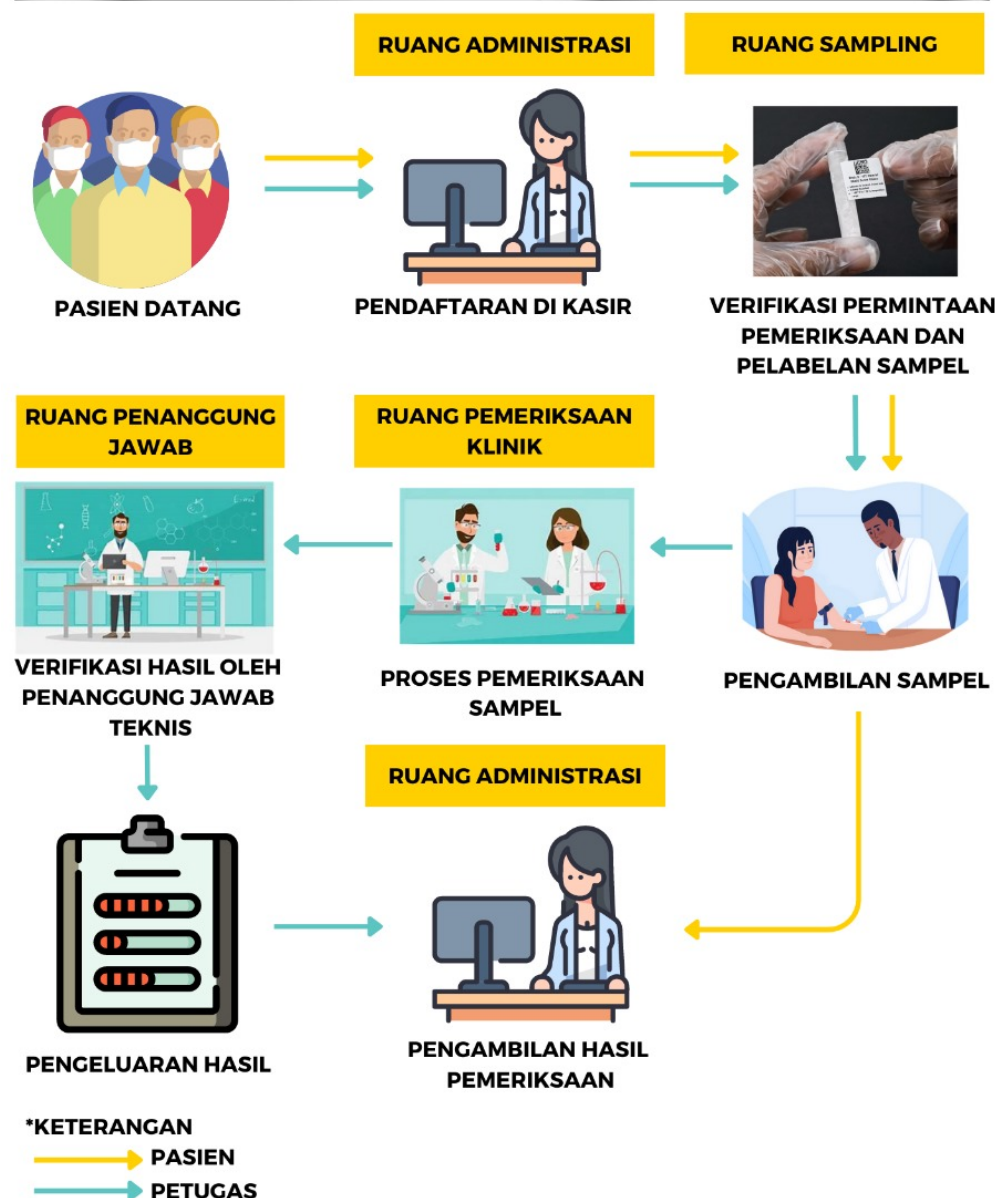 RUANG ADMINISTRASI
RUANG SAMPLING
PASIEN DATANG
PENDAFTARAN DI KASIR
VERIFIKASI PERMINTAAN
PEMERIKSAAN DAN
PELABELAN SAMPEL
RUANG PENANGGUNG
JAWAB
RUANG PEMERIKSAAN
KLINIK
VERIFIKASI HASIL OLEH
PENANGGUNG JAWAB
TEKNIS
PROSES PEMERIKSAAN
SAMPEL
PENGAMBILAN SAMPEL
RUANG ADMINISTRASI
PENGELUARAN HASIL
PENGAMBILAN HASIL
PEMERIKSAAN
*KETERANGAN
PASIEN
PETUGAS